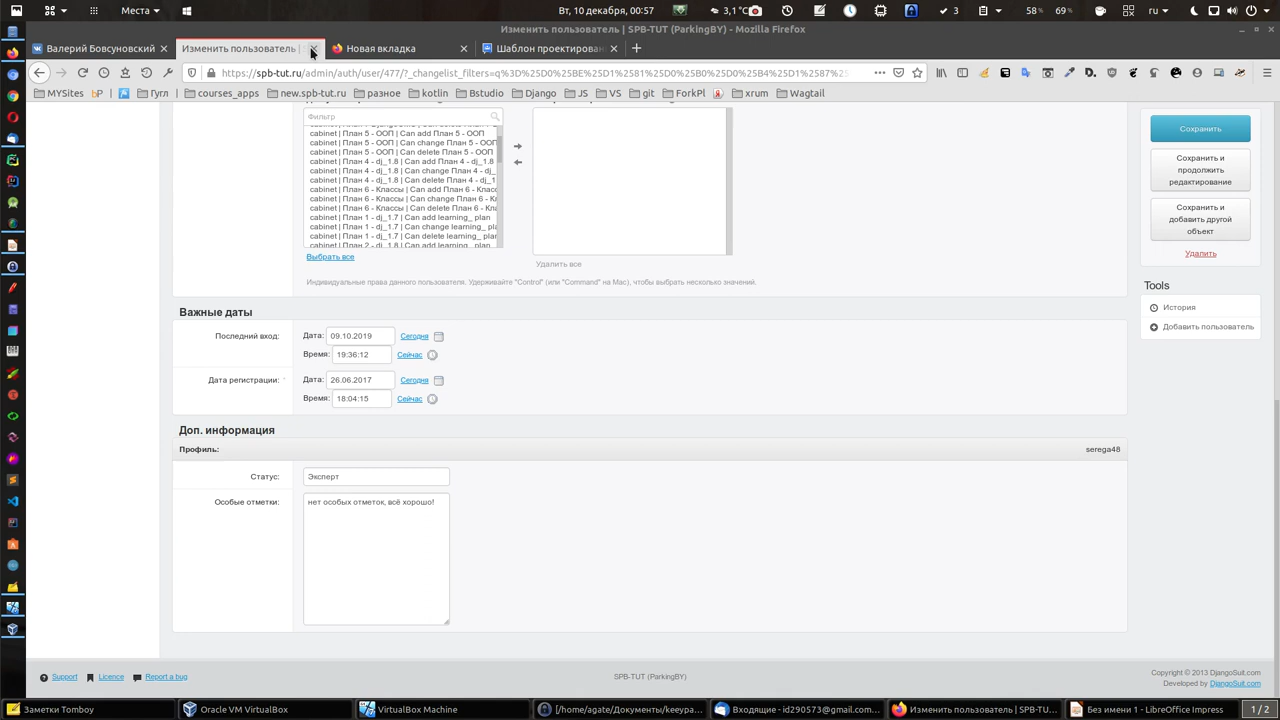 Места
Вт, 10 декабря, 00:57
3,1°C
ru
3
58%
69%
Изменить пользователь | SPB-TUT (ParkingBY) - Mozilla Firefox
Валерий Бовсуновский
Изменить пользователь |
Новая вкладка
Шаблон проектирован
https://spb-tut.ru/admin/auth/user/477/?_changelist_filters=q%3D%25D0%25BE%25D1%2581%25D0%25B0%25D0%25B4%25D1%2587%25
MYSites
bP
Гугл
courses_apps
new.spb-tut.ru
разное
kotlin
Bstudio
Django
JS
VS
git
ForkPl
xrum
Wagtail
Фильтр
cabinet | План 5 - ООП | Can add План 5 - ООП
cabinet | План 5 - ООП | Can change План 5 - ООП
cabinet | План 5 - ООП | Can delete План 5 - ООП
cabinet | План 4 - dj_1.8 | Can add План 4 - dj_1.8
cabinet | План 4 - dj_1.8 | Can change План 4 - dj_
cabinet | План 4 - dj_1.8 | Can delete План 4 - dj_1
cabinet | План 6 - Классы | Can add План 6 - Класс
cabinet | План 6 - Классы | Can change План 6 - К
cabinet | План 6 - Классы | Can delete План 6 - Кла
cabinet | План 1 - dj_1.7 | Can add learning_ plan
cabinet | План 1 - dj_1.7 | Can change learning_ pl
cabinet | План 1 - dj_1.7 | Can delete learning_ plan
cabinet | План 2 - dj_1.8 | Can add learning_ plan
Выбрать все
Удалить все
Индивидуальные права данного пользователя. Удерживайте "Control" (или "Command" на Mac), чтобы выбрать несколько значений.
Сохранить
Сохранить и
продолжить
редактирование
Сохранить и
добавить другой
объект
Удалить
Tools
История
Добавить пользователь
Важные даты
Последний вход:
Дата: 09.10.2019 Сегодня
Время: 19:36:12 Сейчас
Дата регистрации: *
Дата: 26.06.2017 Сегодня
Время: 18:04:15 Сейчас
Доп. информация
Профиль:
serega48
Статус:
Эксперт
Особые отметки:
нет особых отметок, всё хорошо!
Support
Licence
Report a bug
SPB-TUT (ParkingBY)
Copyright © 2013 DjangoSuit.com
Developed by DjangoSuit.com
Заметки Tomboy
Oracle VM VirtualBox
VirtualBox Machine
/home/agate/Документы/keeypa...
Входящие - id290573@gmail.com...
Изменить пользователь | SPB-TU...
Без имени 1 - LibreOffice Impress
1 / 2